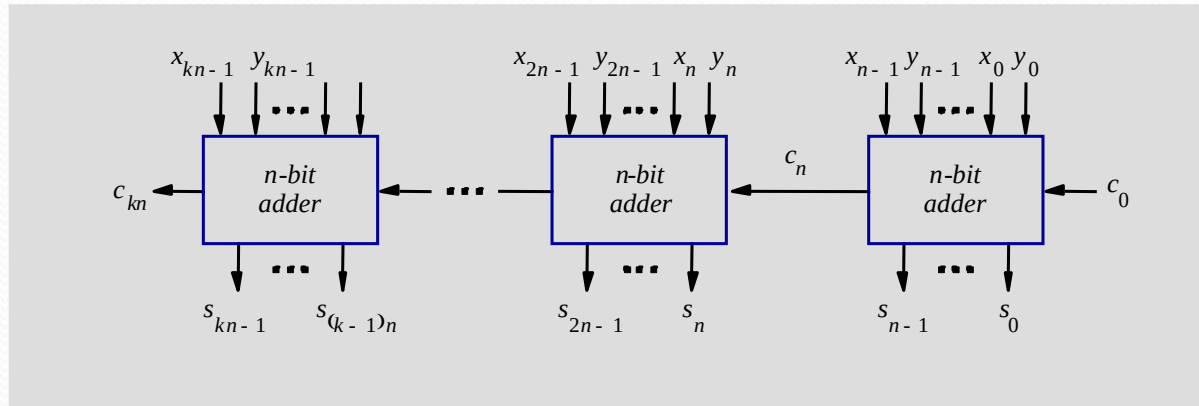 x_{kn-1} y_{kn-1} x_{2n-1} y_{2n-1} x_n y_n x_{n-1} y_{n-1} x_0 y_0
n-bit adder
n-bit adder
n-bit adder
c_{kn}
c_n
c_0
s_{kn-1} s_{(k-1)n} s_{2n-1} s_n s_{n-1} s_0